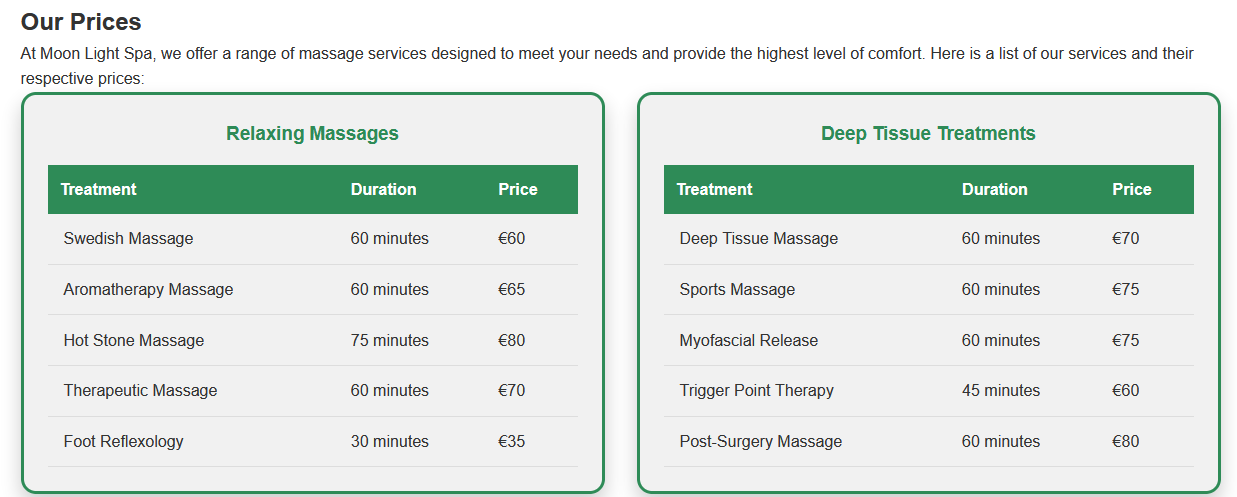 Our Prices
At Moon Light Spa, we offer a range of massage services designed to meet your needs and provide the highest level of comfort. Here is a list of our services and their
respective prices:
Relaxing Massages
Treatment Duration Price
Swedish Massage 60 minutes €60
Aromatherapy Massage 60 minutes €65
Hot Stone Massage 75 minutes €80
Therapeutic Massage 60 minutes €70
Foot Reflexology 30 minutes €35
Deep Tissue Treatments
Treatment Duration Price
Deep Tissue Massage 60 minutes €70
Sports Massage 60 minutes €75
Myofascial Release 60 minutes €75
Trigger Point Therapy 45 minutes €60
Post-Surgery Massage 60 minutes €80